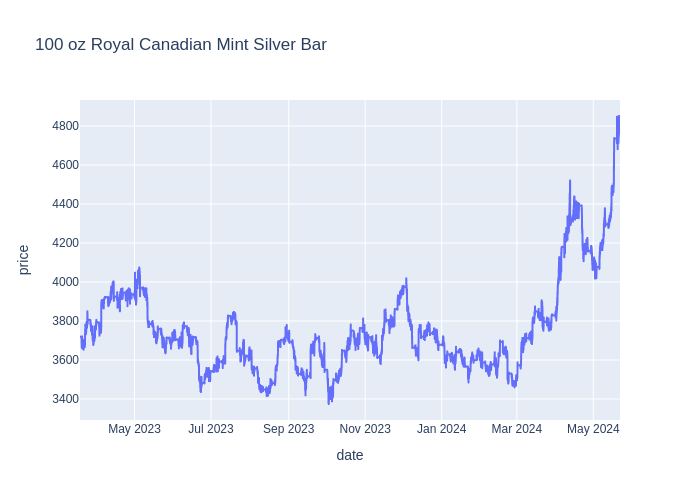 100 oz Royal Canadian Mint Silver Bar
price
4800
4600
4400
4200
4000
3800
3600
3400
May 2023 Jul 2023 Sep 2023 Nov 2023 Jan 2024 Mar 2024 May 2024
date